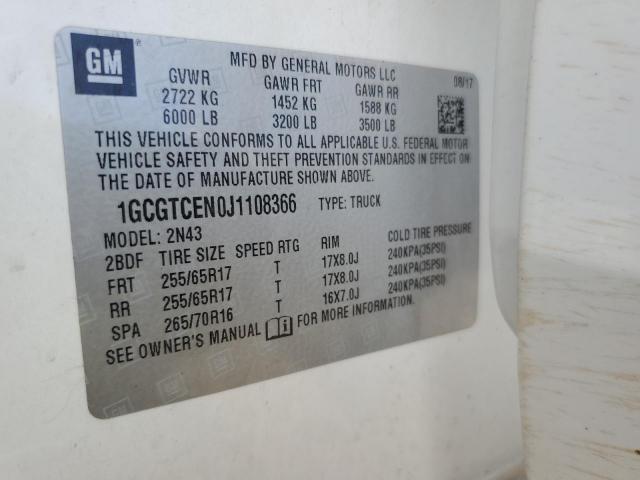 GM
MFD BY GENERAL MOTORS LLC 08/17
GVWR GAWR FRT GAWR RR
2722 KG 1452 KG 1588 KG
6000 LB 3200 LB 3500 LB
THIS VEHICLE CONFORMS TO ALL APPLICABLE U.S. FEDERAL MOTOR
VEHICLE SAFETY AND THEFT PREVENTION STANDARDS IN EFFECT ON
THE DATE OF MANUFACTURE SHOWN ABOVE.
1GCGTCEN0J1108366 TYPE: TRUCK
MODEL: 2N43
2BDF TIRE SIZE SPEED RTG RIM COLD TIRE PRESSURE
FRT 255/65R17 T 17X8.0J 240KPA(35PSI)
RR 255/65R17 T 17X8.0J 240KPA(35PSI)
SPA 265/70R16 T 16X7.0J 240KPA(35PSI)
SEE OWNER'S MANUAL FOR MORE INFORMATION.